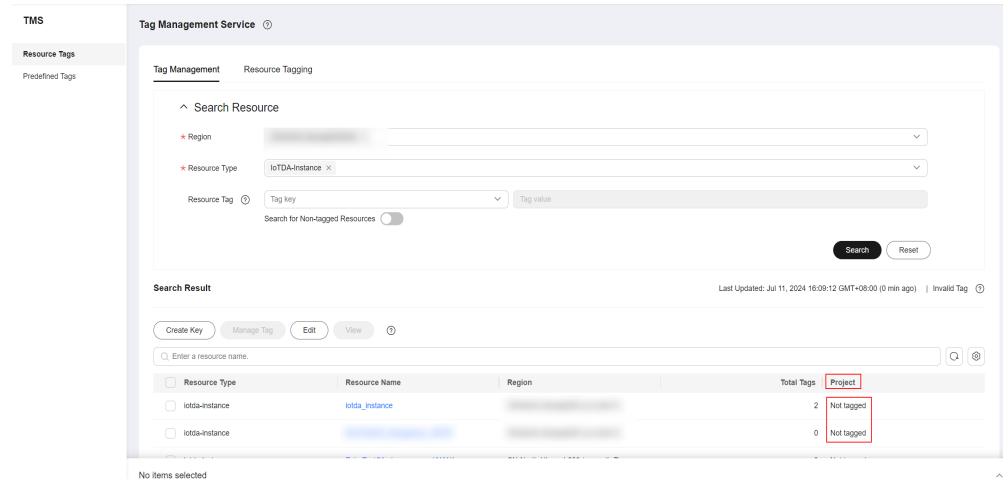 TMS
Tag Management Service
Resource Tags
Predefined Tags
Tag Management Resource Tagging
Search Resource
* Region
* Resource Type IoTDA-Instance ×
Resource Tag Tag key Tag value
Search for Non-tagged Resources
Search Reset
Search Result Last Updated: Jul 11, 2024 16:09:12 GMT+08:00 (0 min ago) | Invalid Tag
Create Key Manage Tag Edit View
Enter a resource name.
Resource Type Resource Name Region Total Tags Project
iotda-instance iotda_instance 2 Not tagged
iotda-instance 0 Not tagged
No items selected